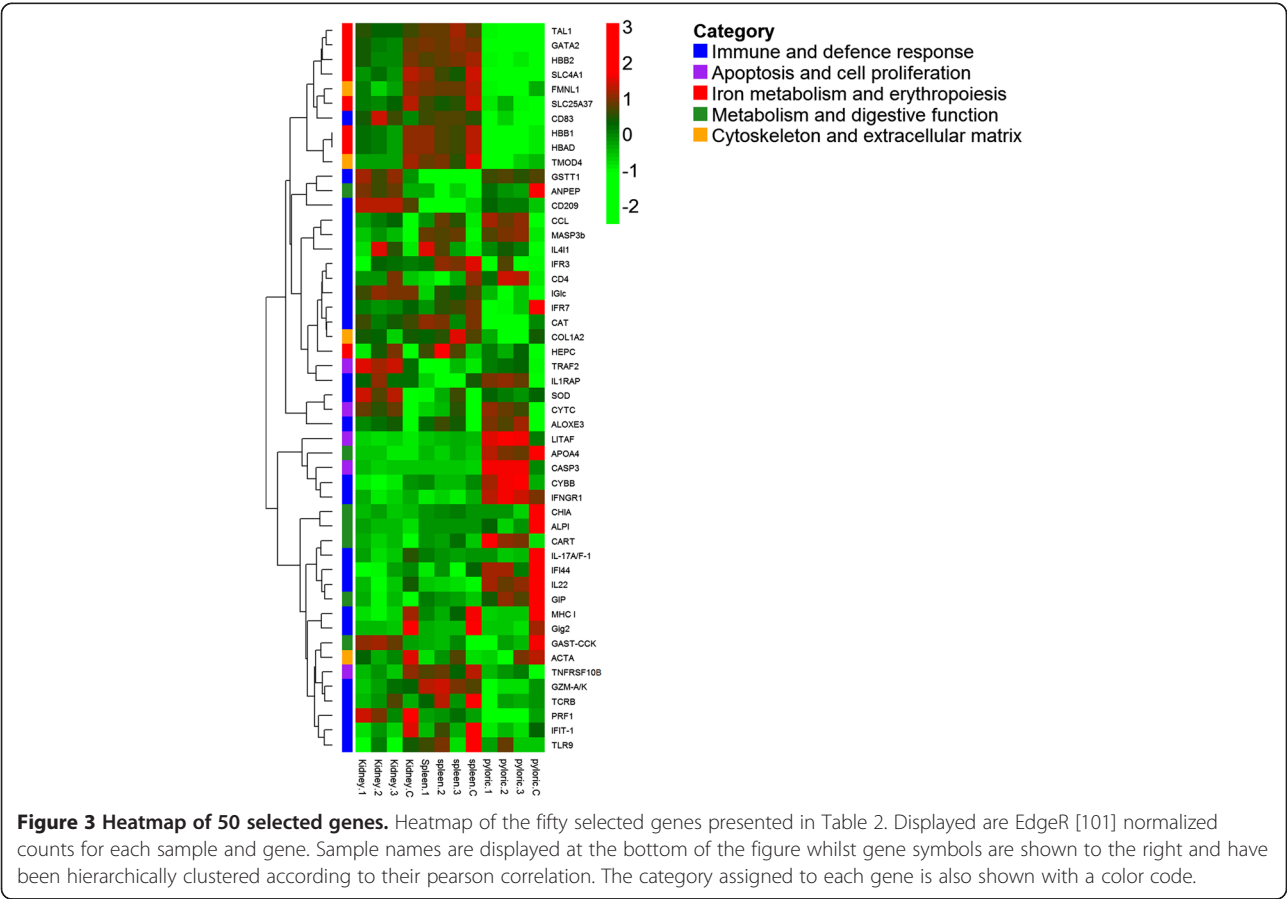 TAL1
GATA2
HBB2
SLC4A1
FMNL1
SLC25A37
CD83
HBB1
HBAD
TMOD4
GSTT1
ANPEP
CD209
CCL
MASP3b
IL4I1
IFR3
CD4
IGlc
IFR7
CAT
COL1A2
HEPC
TRAF2
IL1RAP
SOD
CYTC
ALOXE3
LITAF
APOA4
CASP3
CYBB
IFNGR1
CHIA
ALPI
CART
IL-17A/F-1
IFI44
IL22
GIP
MHC I
Gig2
GAST-CCK
ACTA
TNFRSF10B
GZM-A/K
TCRB
PRF1
IFIT-1
TLR9
3
2
1
0
-1
-2
Category
Immune and defence response
Apoptosis and cell proliferation
Iron metabolism and erythropoiesis
Metabolism and digestive function
Cytoskeleton and extracellular matrix
Kidney.1
Kidney.2
Kidney.3
Kidney.C
Spleen.1
spleen.2
spleen.3
spleen.C
pyloric.1
pyloric.2
pyloric.3
pyloric.C
Figure 3 Heatmap of 50 selected genes. Heatmap of the fifty selected genes presented in Table 2. Displayed are EdgeR [101] normalized
counts for each sample and gene. Sample names are displayed at the bottom of the figure whilst gene symbols are shown to the right and have
been hierarchically clustered according to their pearson correlation. The category assigned to each gene is also shown with a color code.